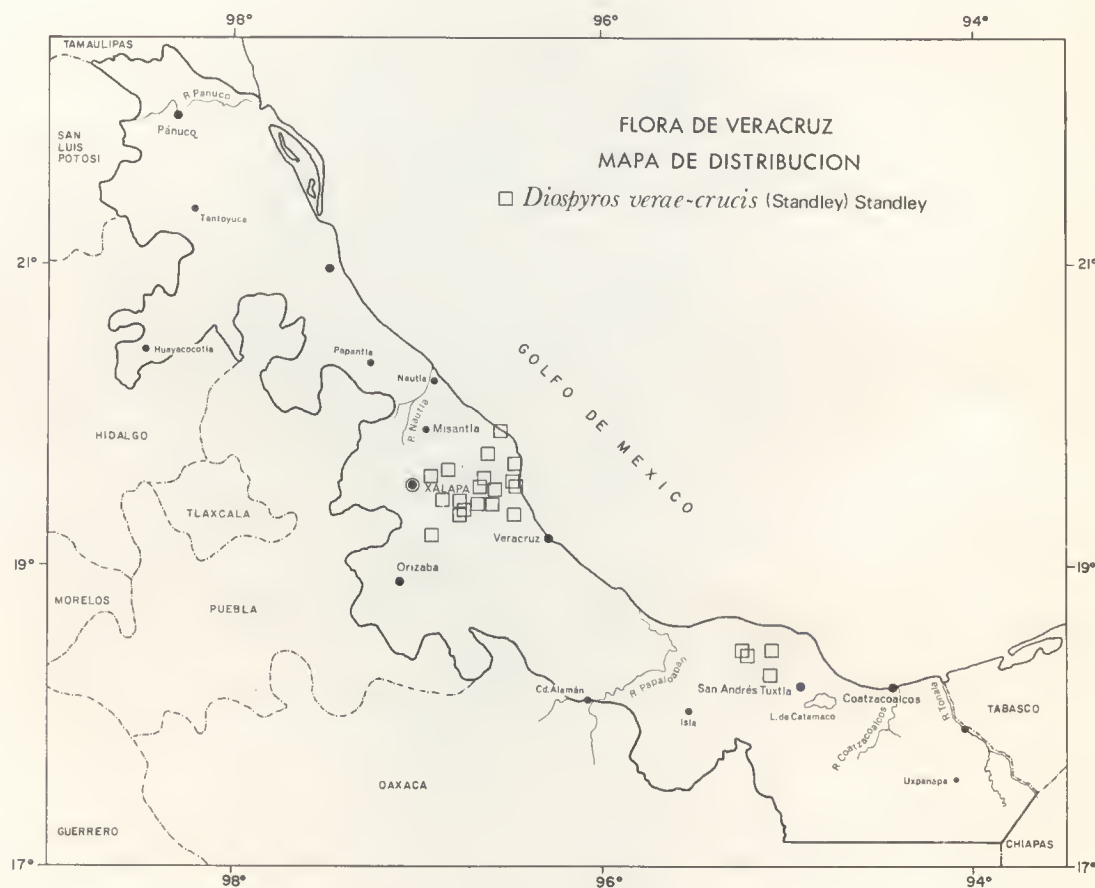 98°
96°
94°
TAMAULIPAS
R. Panuco
Pánuco
SAN
LUIS
POTOSI
FLORA DE VERACRUZ
MAPA DE DISTRIBUCION
Diospyros verae-crucis (Standley) Standley
Tantoyuca
21°
21°
Huayacocotla
Papantla
Nautla
GOLFO DE MEXICO
R. Nautla
Misantla
HIDALGO
XALAPA
TLAXCALA
Veracruz
19°
19°
Orizaba
MORELOS
PUEBLA
R. Papaloapan
San Andrés Tuxtla
Cd. Alamán
Isla
L. de Catamaco
Coatzacoalcos
R. Coatzacoalcos
R. Tonalá
TABASCO
Uxpanapa
OAXACA
GUERRERO
CHIAPAS
17°
17°
98°
96°
94°